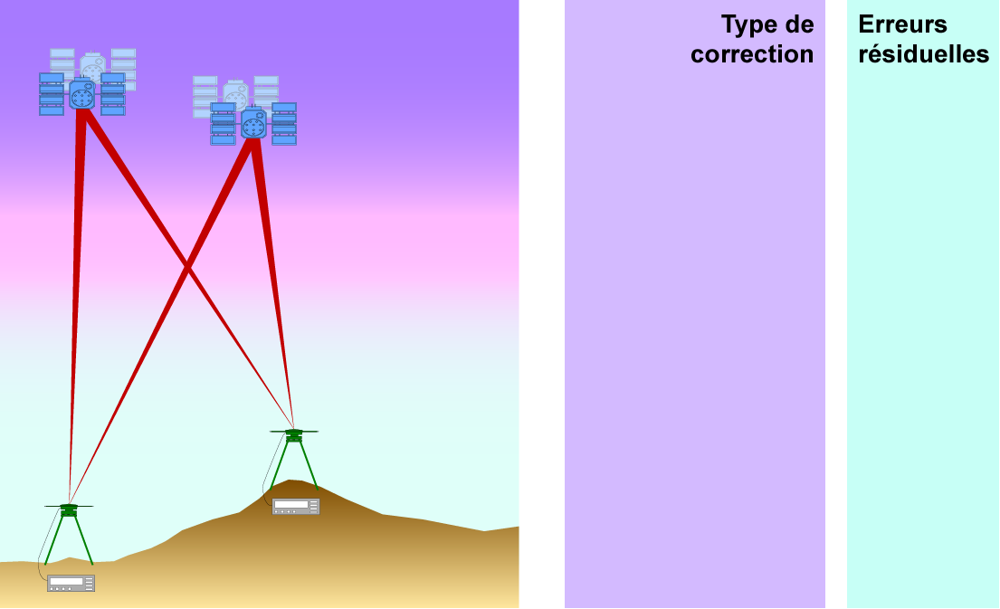 Type de
correction
Erreurs
résiduelles